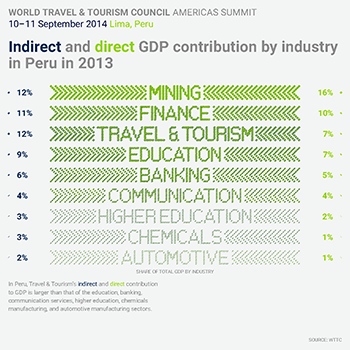 WORLD TRAVEL & TOURISM COUNCIL AMERICAS SUMMIT
10–11 September 2014 Lima, Peru
Indirect and direct GDP contribution by industry
in Peru in 2013
12% MINING 16%
11% FINANCE 10%
12% TRAVEL & TOURISM 7%
9% EDUCATION 7%
6% BANKING 5%
4% COMMUNICATION 4%
3% HIGHER EDUCATION 2%
3% CHEMICALS 1%
2% AUTOMOTIVE 1%
SHARE OF TOTAL GDP BY INDUSTRY
In Peru, Travel & Tourism's indirect and direct contribution
to GDP is larger than that of the education, banking,
communication services, higher education, chemicals
manufacturing, and automotive manufacturing sectors.
SOURCE: WTTC